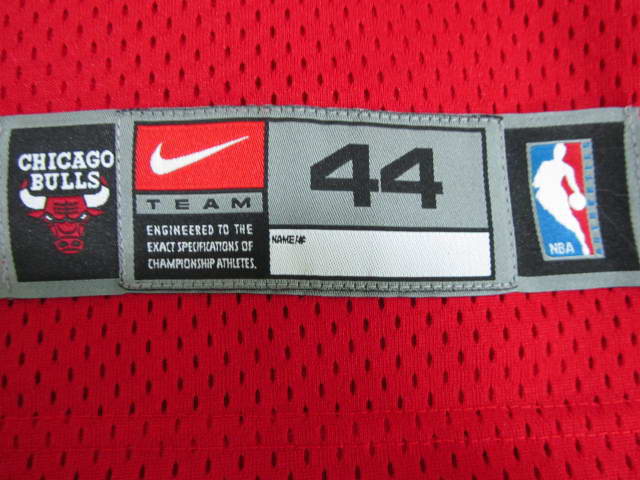 CHICAGO
BULLS
TEAM
ENGINEERED TO THE
EXACT SPECIFICATIONS OF
CHAMPIONSHIP ATHLETES.
44
NAME/#
NBA